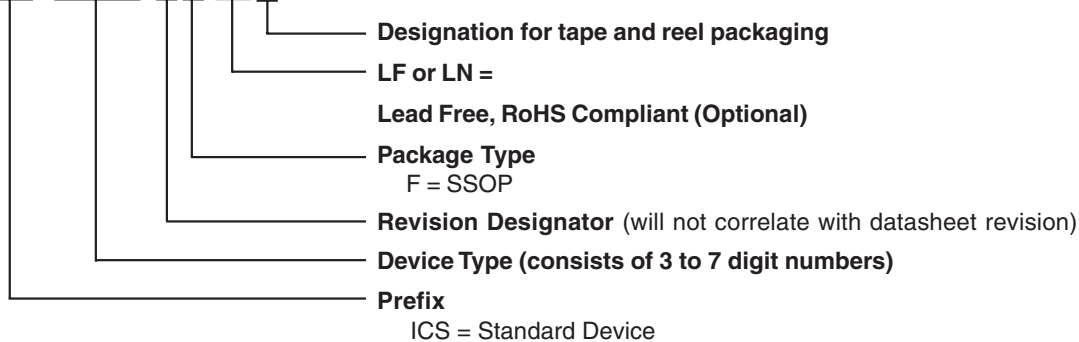 Designation for tape and reel packaging
LF or LN =
Lead Free, RoHS Compliant (Optional)
Package Type
F = SSOP
Revision Designator (will not correlate with datasheet revision)
Device Type (consists of 3 to 7 digit numbers)
Prefix
ICS = Standard Device